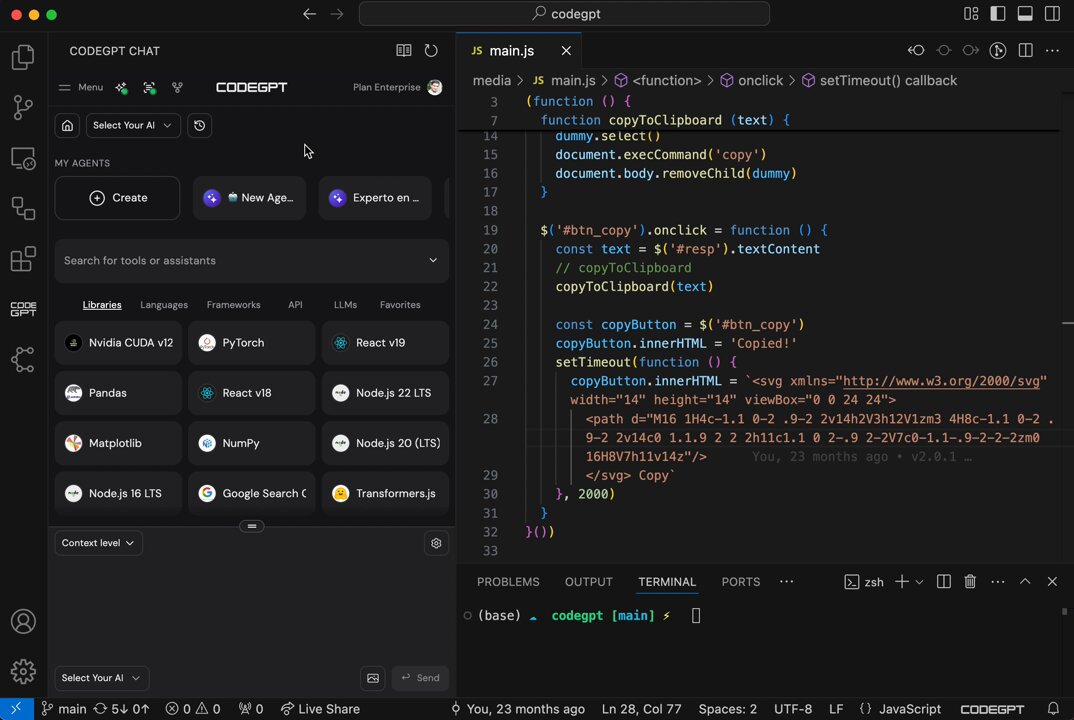 codegpt
CODEGPT CHAT
Menu
CODEGPT
Plan Enterprise
Select Your AI
MY AGENTS
Create
New Age...
Experto en ...
Search for tools or assistants
Libraries Languages Frameworks API LLMs Favorites
Nvidia CUDA v12 PyTorch React v19
Pandas React v18 Node.js 22 LTS
Matplotlib NumPy Node.js 20 (LTS)
Node.js 16 LTS Google Search Transformers.js
Context level
Select Your AI
Send
CODE
GPT
JS main.js
media > JS main.js > <function> > onclick > setTimeout() callback
3 (function () {
7 function copyToClipboard (text) {
14 dummy.select()
15 document.execCommand('copy')
16 document.body.removeChild(dummy)
17 }
18
19 $('#btn_copy').onclick = function () {
20 const text = $('#resp').textContent
21 // copyToClipboard
22 copyToClipboard(text)
23
24 const copyButton = $('#btn_copy')
25 copyButton.innerHTML = 'Copied!'
26 setTimeout(function () {
27 copyButton.innerHTML = `<svg xmlns="http://www.w3.org/2000/svg"
width="14" height="14" viewBox="0 0 24 24">
28 <path d="M16 1H4c-1.1 0-2 .9-2 2v14h2V3h12V1zm3 4H8c-1.1 0-2 .
9-2 2v14c0 1.1.9 2 2 2h11c1.1 0 2-.9 2-2V7c0-1.1-.9-2-2-2zm0
16H8V7h11v14z"/> You, 23 months ago • v2.0.1 …
29 </svg> Copy`
30 }, 2000)
31 }
32 }())
33
PROBLEMS OUTPUT TERMINAL PORTS
zsh
(base) codegpt [main] ⚡
main 5↓ 0↑ 0 0 0 Live Share
You, 23 months ago Ln 28, Col 77 Spaces: 2 UTF-8 LF {} JavaScript CODEGPT